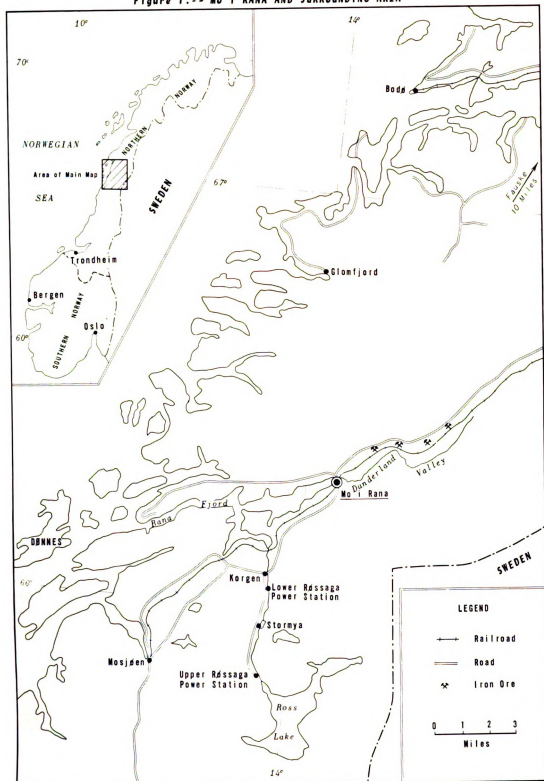 Figure 1.-- MO I RANA AND SURROUNDING AREA
10°
14°
70°
NORWEGIAN
SEA
NORTHERN
NORWAY
Area of Main Map
SWEDEN
67°
Trondheim
Bergen
SOUTHERN
NORWAY
Oslo
60°
Bodø
Fauske
10 Miles
Glomfjord
Dunderland
Valley
Mo i Rana
Rana
Fjord
DØNNES
66°
Korgen
Lower Røssaga
Power Station
Stormya
Mosjøen
Upper Røssaga
Power Station
Ross
Lake
SWEDEN
LEGEND
Railroad
Road
Iron Ore
0 1 2 3
Miles
14°